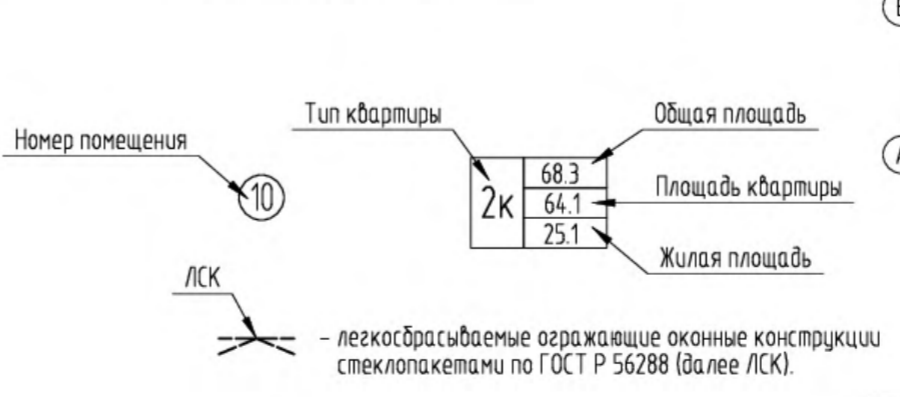 Тип квартиры
Общая площадь
Номер помещения
10
2к
68.3
64.1
25.1
Площадь квартиры
Жилая площадь
ЛСК
- легкосбрасываемые огражающие оконные конструкции
стеклопакетами по ГОСТ Р 56288 (далее ЛСК).